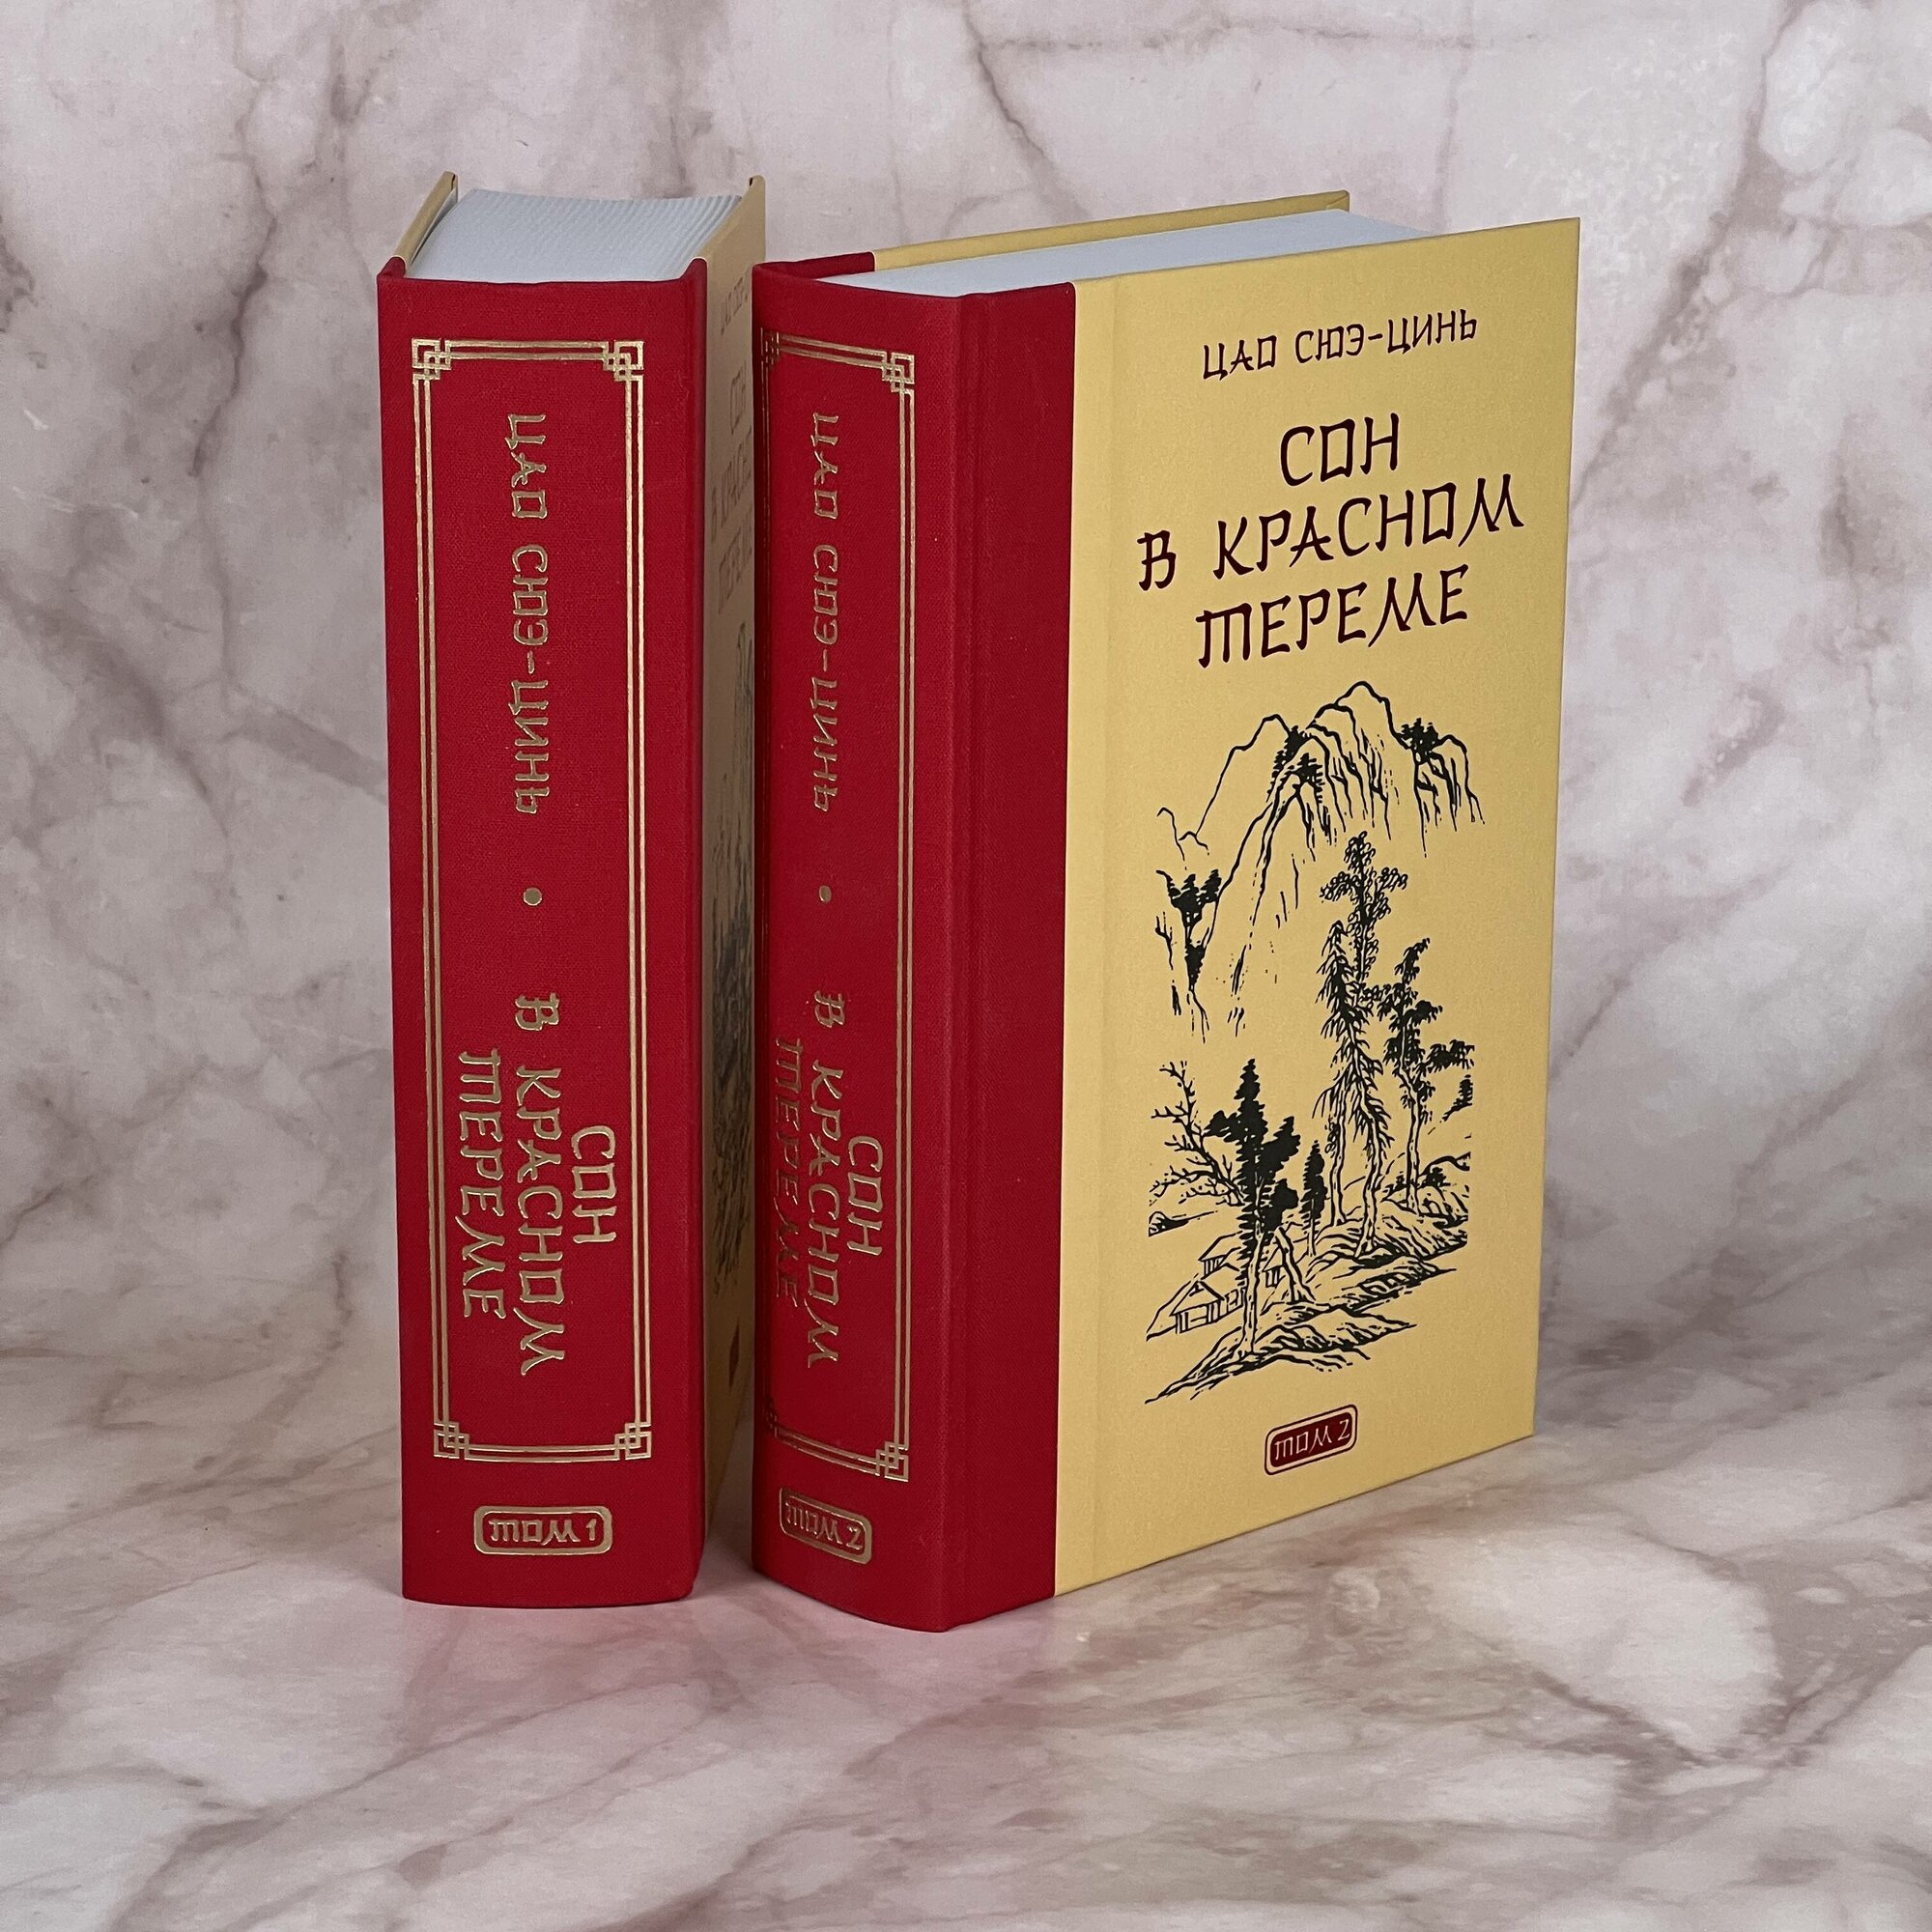 ЦАО СЮЭ-ЦИНЬ • СОН
В КРАСНОМ
ТЕРЕМЕ
ТОМ 1
ЦАО СЮЭ-ЦИНЬ • СОН
В КРАСНОМ
ТЕРЕМЕ
ТОМ 2
ЦАО СЮЭ-ЦИНЬ
СОН
В КРАСНОМ
ТЕРЕМЕ
ТОМ 2